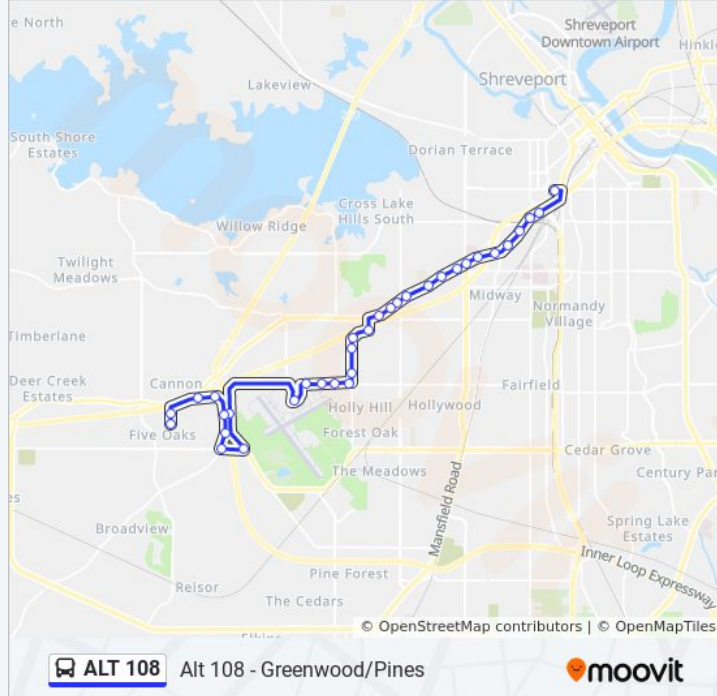 e North
Shreveport
Downtown Airport
Hinkl
Lakeview
Shreveport
220
South Shore
Estates
Dorian Terrace
Cross Lake
Hills South
Willow Ridge
Twilight
Meadows
Midway
Normandy
Village
Timberlane
Deer Creek
Estates
Cannon
Fairfield
Holly Hill
Hollywood
Five Oaks
Forest Oak
Cedar Grove
The Meadows
Century Par
es
Mansfield Road
Broadview
Spring Lake
Estates
Inner Loop Expressway
Pine Forest
Reisor
The Cedars
© OpenStreetMap contributors | © OpenMapTiles
ALT 108
Alt 108 - Greenwood/Pines
moovit